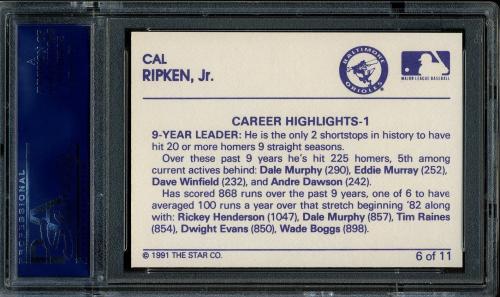 CAL
RIPKEN, Jr.
BALTIMORE
ORIOLES
MAJOR LEAGUE BASEBALL
CAREER HIGHLIGHTS-1
9-YEAR LEADER: He is the only 2 shortstops in history to have
hit 20 or more homers 9 straight seasons.
Over these past 9 years he's hit 225 homers, 5th among
current actives behind: Dale Murphy (290), Eddie Murray (252),
Dave Winfield (232), and Andre Dawson (242).
Has scored 868 runs over the past 9 years, one of 6 to have
averaged 100 runs a year over that stretch beginning '82 along
with: Rickey Henderson (1047), Dale Murphy (857), Tim Raines
(854), Dwight Evans (850), Wade Boggs (898).
© 1991 THE STAR CO.
6 of 11
PSA
PROFESSIONAL